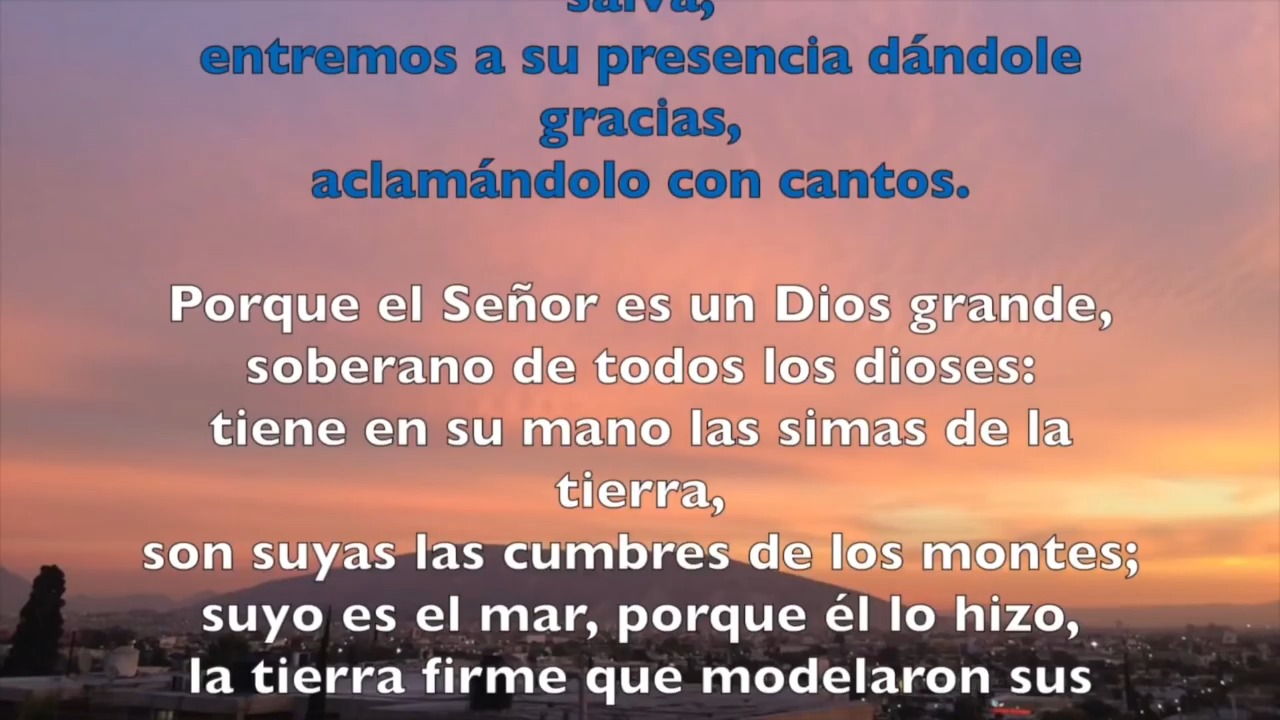 salva,
entremos a su presencia dándole
gracias,
aclamándolo con cantos.
Porque el Señor es un Dios grande,
soberano de todos los dioses:
tiene en su mano las simas de la
tierra,
son suyas las cumbres de los montes;
suyo es el mar, porque él lo hizo,
la tierra firme que modelaron sus